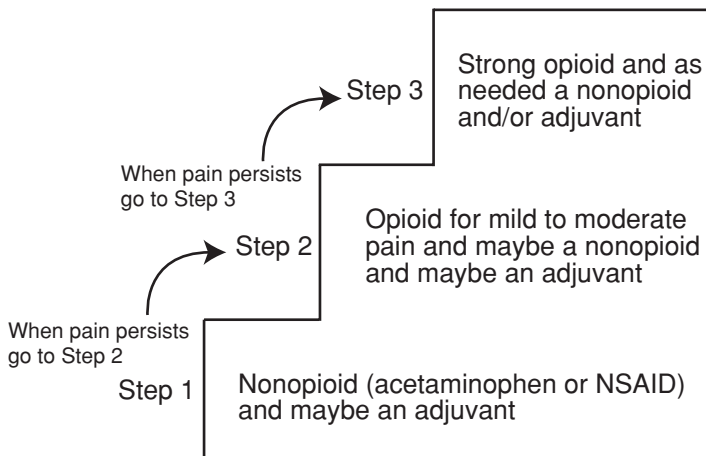 Step 3
Strong opioid and as
needed a nonopioid
and/or adjuvant
When pain persists
go to Step 3
Step 2
Opioid for mild to moderate
pain and maybe a nonopioid
and maybe an adjuvant
When pain persists
go to Step 2
Step 1
Nonopioid (acetaminophen or NSAID)
and maybe an adjuvant